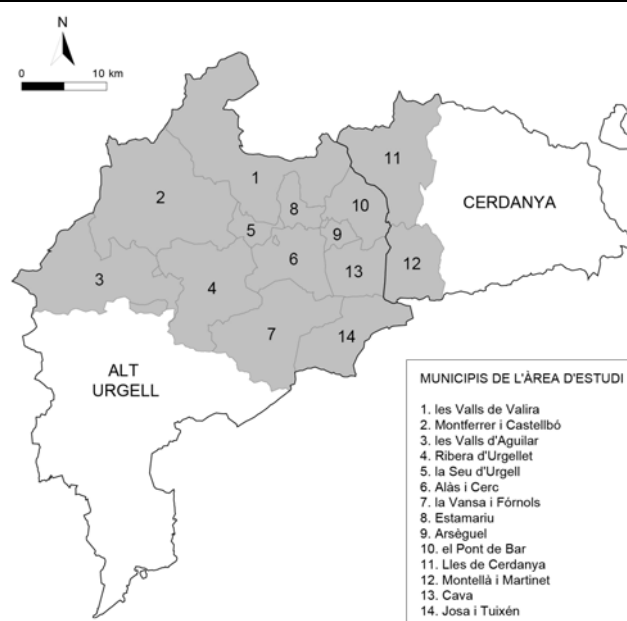 N
0 10 km
11
1
2
8
10
CERDANYA
5
9
6
12
3
13
4
7
14
ALT
URGELL
MUNICIPIS DE L'ÀREA D'ESTUDI
1. les Valls de Valira
2. Montferrer i Castellbó
3. les Valls d'Aguilar
4. Ribera d'Urgellet
5. la Seu d'Urgell
6. Alàs i Cerc
7. la Vansa i Fórnols
8. Estamariu
9. Arsèguel
10. el Pont de Bar
11. Lles de Cerdanya
12. Montellà i Martinet
13. Cava
14. Josa i Tuixén